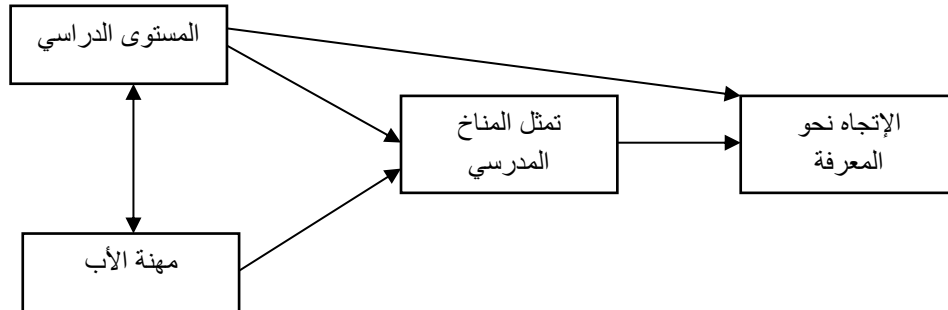 المستوى الدراسي
تمثل المناخ
المدرسي
الإتجاه نحو
المعرفة
مهنة الأب